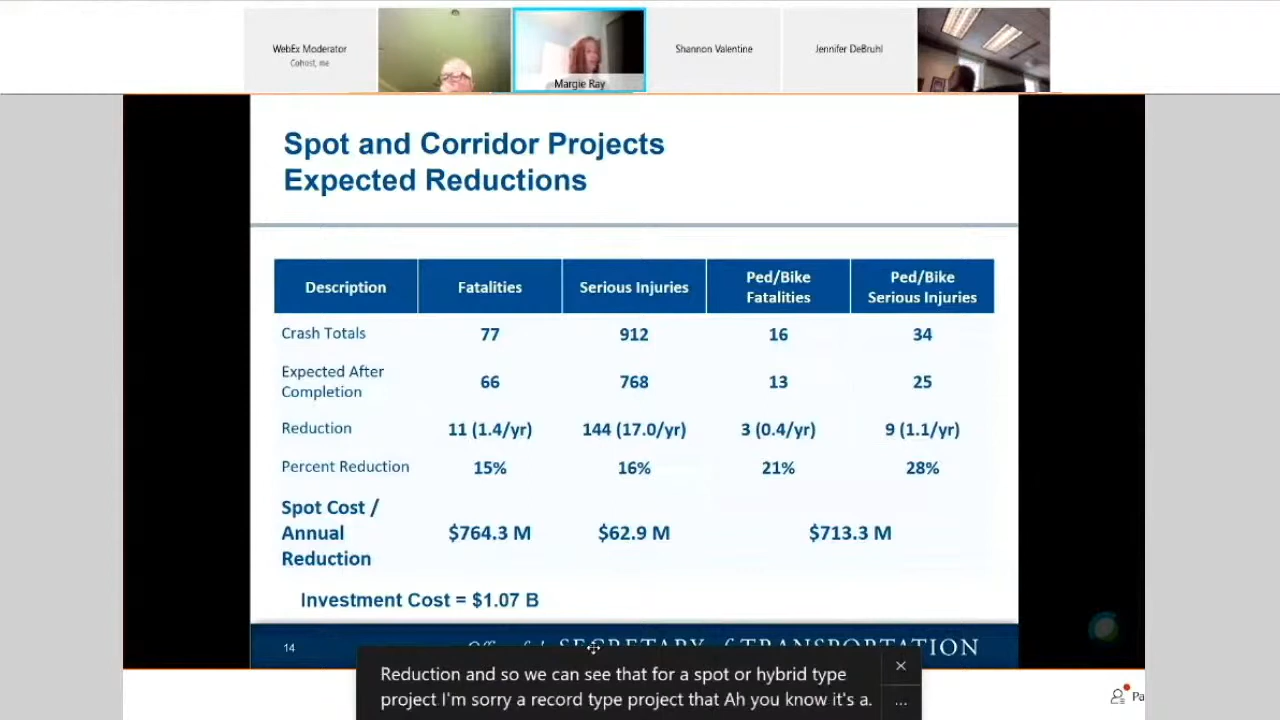 WebEx Moderator
Cohost, me
Margie Ray
Shannon Valentine
Jennifer DeBruhl
Spot and Corridor Projects
Expected Reductions
Description Fatalities Serious Injuries Ped/Bike Fatalities Ped/Bike Serious Injuries
Crash Totals 77 912 16 34
Expected After Completion 66 768 13 25
Reduction 11 (1.4/yr) 144 (17.0/yr) 3 (0.4/yr) 9 (1.1/yr)
Percent Reduction 15% 16% 21% 28%
Spot Cost / Annual Reduction $764.3 M $62.9 M $713.3 M
Investment Cost = $1.07 B
14
SECRETARY of TRANSPORTATION
Reduction and so we can see that for a spot or hybrid type
project I'm sorry a record type project that Ah you know it's a.
...
Pa